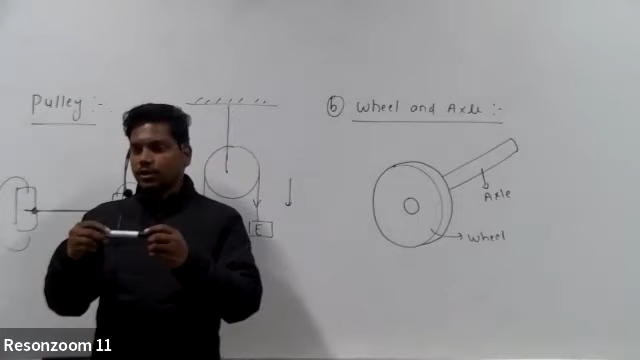 Pulley :-
E
(b) Wheel and Axle :-
Axle
Wheel
Resonzoom 11